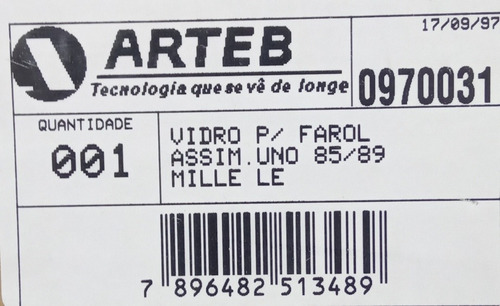 17/09/97
ARTEB
Tecnologia que se vê de longe
0970031
QUANTIDADE
001
VIDRO P/ FAROL
ASSIM.UNO 85/89
MILLE LE
7 896482 513489